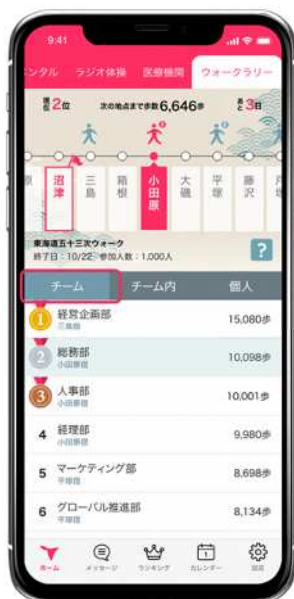 9:41
ンタル ラジオ体操 医療機関 ウォークラリー
現在2位 次の地点まで歩数6,646歩 あと3日
沼津 三島 箱根 小田原 大磯 平塚 藤沢
東海道五十三次ウォーク
終了日:10/22 参加人数:1,000人
?
チーム チーム内 個人
1 経営企画部 15,080歩
三島宿
2 総務部 10,098歩
小田原宿
3 人事部 10,001歩
小田原宿
4 経理部 9,980歩
小田原宿
5 マーケティング部 8,698歩
平塚宿
6 グローバル推進部 8,134歩
平塚宿
ホーム メッセージ ランキング カレンダー 設定